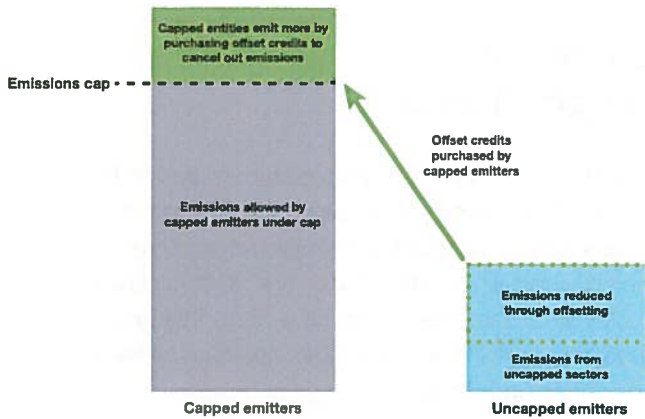 Capped entities emit more by
purchasing offset credits to
cancel out emissions
Emissions cap
Offset credits
purchased by
capped emitters
Emissions allowed by
capped emitters under cap
Emissions reduced
through offsetting
Emissions from
uncapped sectors
Capped emitters
Uncapped emitters